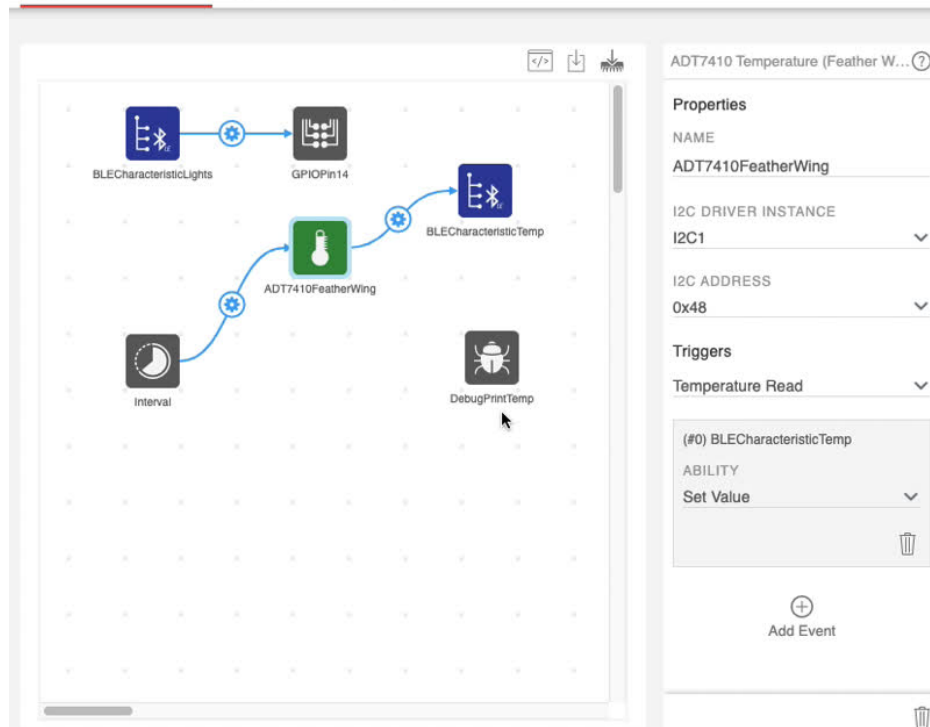 </>
BLECharacteristicLights
GPIOPin14
BLECharacteristicTemp
ADT7410FeatherWing
Interval
DebugPrintTemp
ADT7410 Temperature (Feather W...
?
Properties
NAME
ADT7410FeatherWing
I2C DRIVER INSTANCE
I2C1
I2C ADDRESS
0x48
Triggers
Temperature Read
(#0) BLECharacteristicTemp
ABILITY
Set Value
Add Event